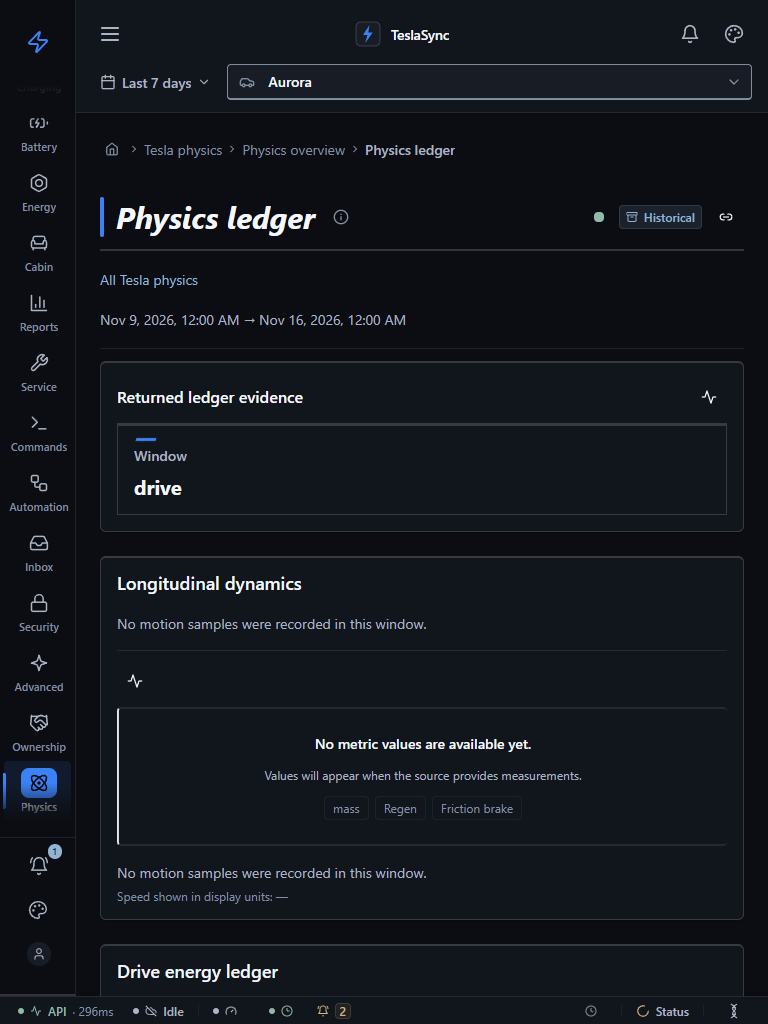 TeslaSync
Last 7 days
Aurora
Charging
Battery
Energy
Cabin
Reports
Service
Commands
Automation
Inbox
Security
Advanced
Ownership
Physics
1
Tesla physics > Physics overview > Physics ledger
Physics ledger
Historical
All Tesla physics
Nov 9, 2026, 12:00 AM → Nov 16, 2026, 12:00 AM
Returned ledger evidence
Window
drive
Longitudinal dynamics
No motion samples were recorded in this window.
No metric values are available yet.
Values will appear when the source provides measurements.
mass Regen Friction brake
No motion samples were recorded in this window.
Speed shown in display units: —
Drive energy ledger
API · 296ms Idle 2 Status